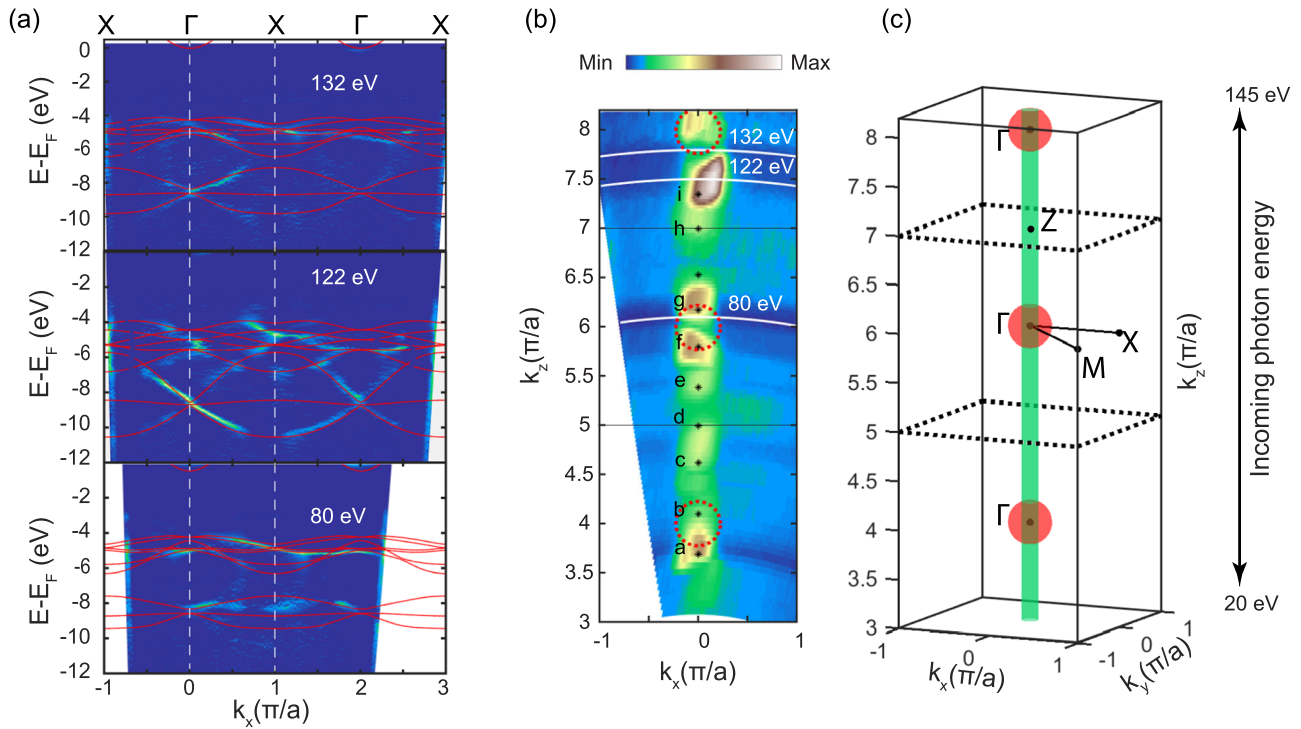 (a)
X Γ X Γ X
0
-2
-4
-6
-8
-10
-12
132 eV
E-E_F (eV)
-2
-4
-6
-8
-10
-12
122 eV
E-E_F (eV)
-2
-4
-6
-8
-10
-12
80 eV
E-E_F (eV)
-1 0 1 2 3
k_x(π/a)
(b)
Min Max
8
7.5
7
6.5
6
5.5
5
4.5
4
3.5
3
k_z(π/a)
132 eV
122 eV
i
h
g
80 eV
f
e
d
c
b
a
-1 0 1
k_x(π/a)
(c)
8
7.5
7
6.5
6
5.5
5
4.5
4
3.5
3
Γ
Z
Γ
X
M
Γ
k_z(π/a)
-1 0 1
k_x(π/a)
-1 0 1
k_y(π/a)
145 eV
Incoming photon energy
20 eV